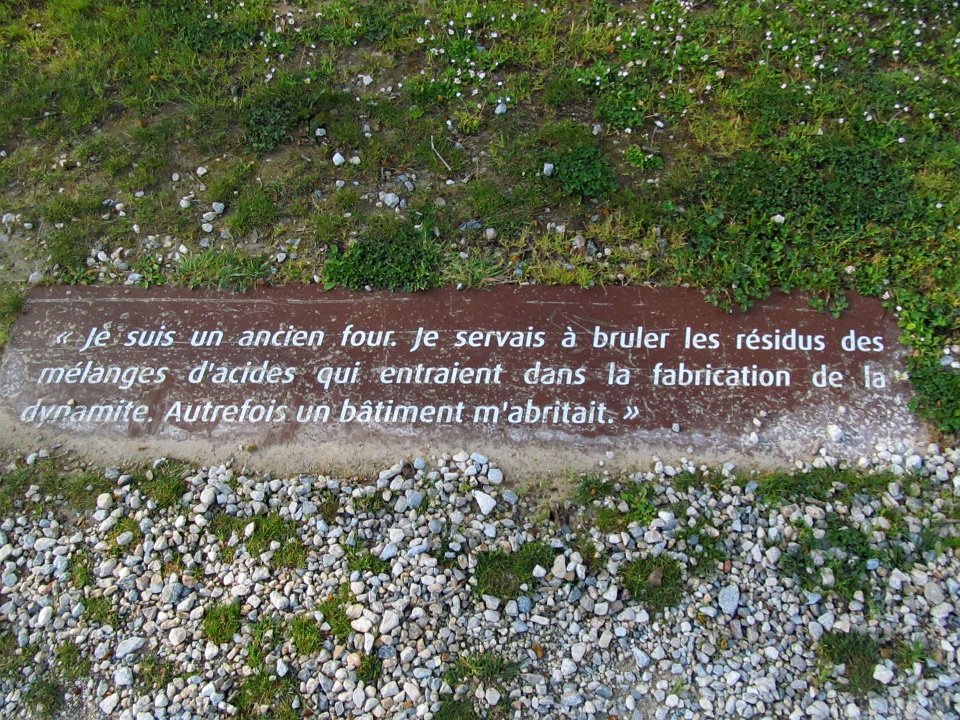 « Je suis un ancien four. Je servais à bruler les résidus des
mélanges d'acides qui entraient dans la fabrication de la
dynamite. Autrefois un bâtiment m'abritait. »